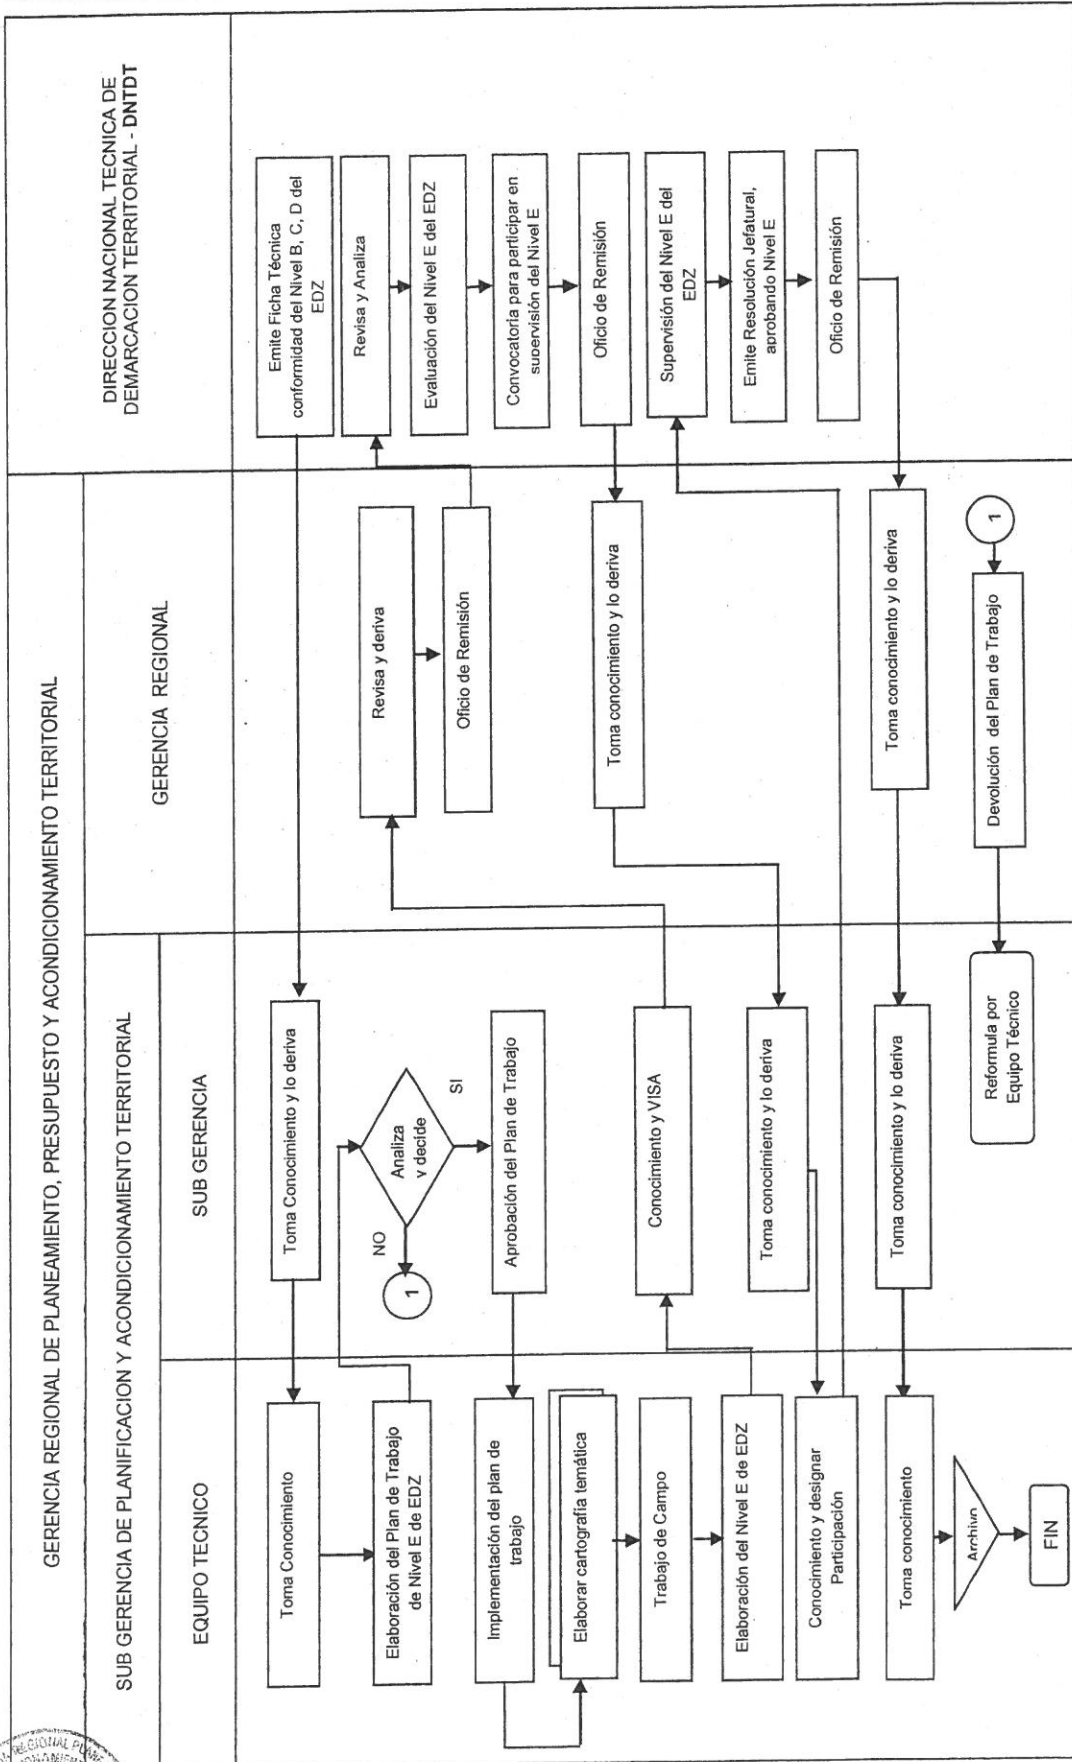 GERENCIA REGIONAL DE PLANEAMIENTO, PRESUPUESTO Y ACONDICIONAMIENTO TERRITORIAL
DIRECCION NACIONAL TECNICA DE
DEMARCACION TERRITORIAL - DNTDT
SUB GERENCIA DE PLANIFICACION Y ACONDICIONAMIENTO TERRITORIAL
GERENCIA REGIONAL
EQUIPO TECNICO
SUB GERENCIA
Toma Conocimiento
Toma Conocimiento y lo deriva
Emite Ficha Técnica
conformidad del Nivel B, C, D del
EDZ
Elaboración del Plan de Trabajo
de Nivel E de EDZ
NO
1
Analiza
y decide
SI
Revisa y deriva
Revisa y Analiza
Oficio de Remisión
Evaluación del Nivel E del EDZ
Implementación del plan de
trabajo
Aprobación del Plan de Trabajo
Convocatoria para participar en
supervisión del Nivel E
Elaborar cartografía temática
Oficio de Remisión
Trabajo de Campo
Conocimiento y VISA
Toma conocimiento y lo deriva
Supervisión del Nivel E del
EDZ
Elaboración del Nivel E de EDZ
Toma conocimiento y lo deriva
Emite Resolución Jefatural,
aprobando Nivel E
Conocimiento y designar
Participación
Oficio de Remisión
Toma conocimiento
Toma conocimiento y lo deriva
Toma conocimiento y lo deriva
Archivo
Reformula por
Equipo Técnico
Devolución del Plan de Trabajo
1
FIN